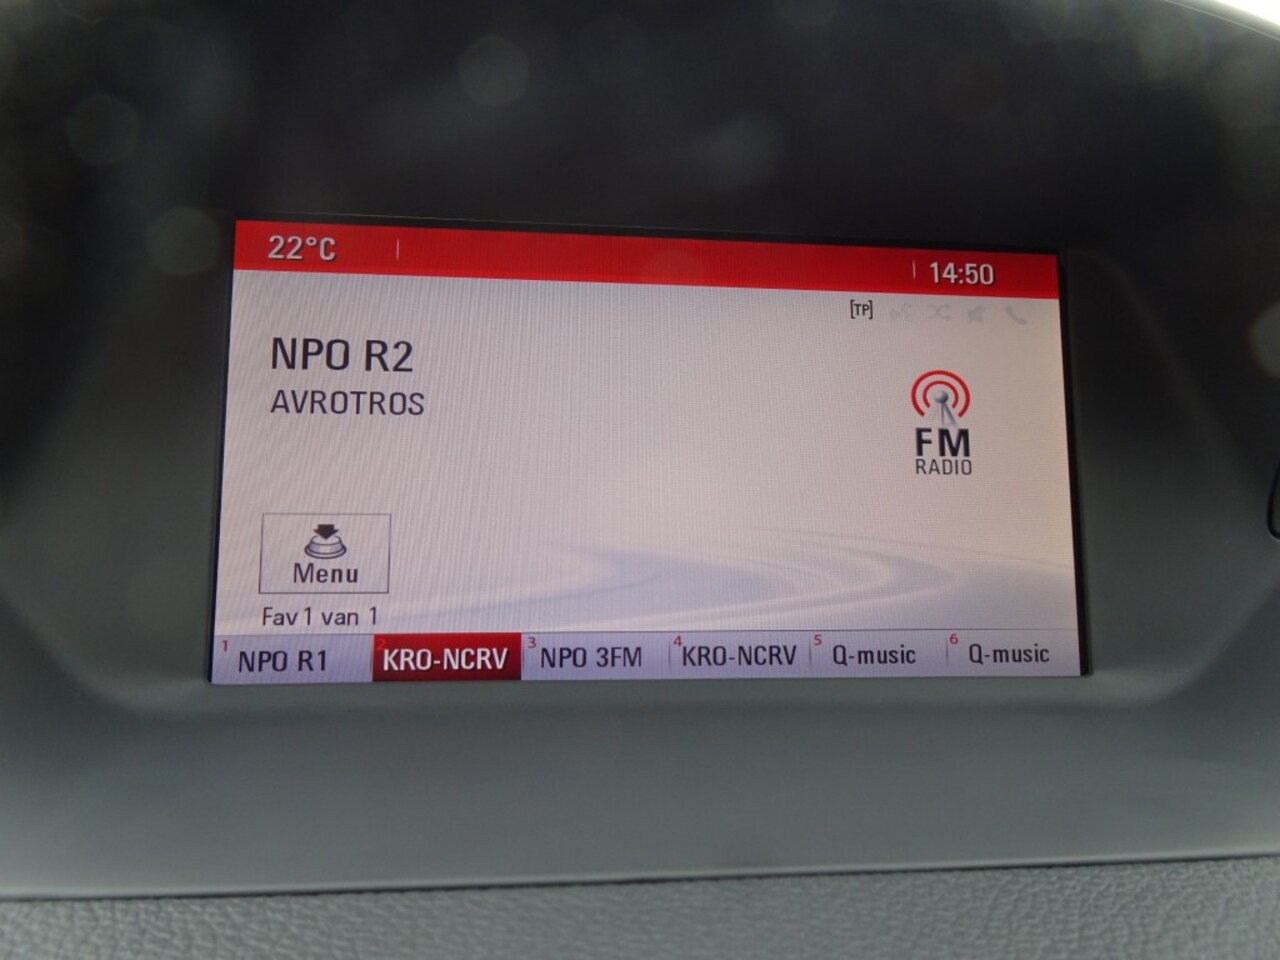 22°C 14:50
[TP]
NPO R2
AVROTROS
FM
RADIO
Menu
Fav 1 van 1
1 NPO R1 2 KRO-NCRV 3 NPO 3FM 4 KRO-NCRV 5 Q-music 6 Q-music